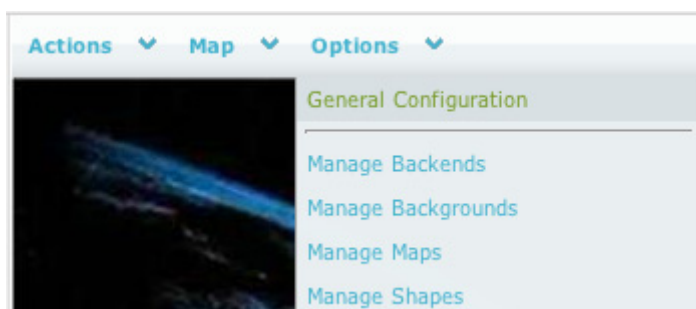 Actions Map Options
General Configuration
Manage Backends
Manage Backgrounds
Manage Maps
Manage Shapes